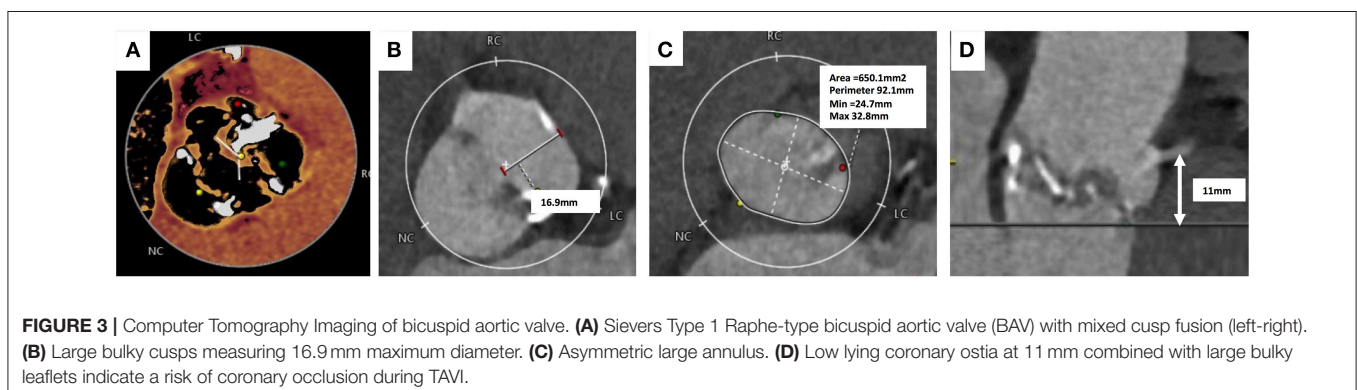 A
LC
RC
NC
B
RC
16.9mm
LC
NC
C
RC
Area =650.1mm2
Perimeter 92.1mm
Min =24.7mm
Max 32.8mm
LC
NC
D
11mm
FIGURE 3 | Computer Tomography Imaging of bicuspid aortic valve. (A) Sievers Type 1 Raphe-type bicuspid aortic valve (BAV) with mixed cusp fusion (left-right).
(B) Large bulky cusps measuring 16.9 mm maximum diameter. (C) Asymmetric large annulus. (D) Low lying coronary ostia at 11 mm combined with large bulky
leaflets indicate a risk of coronary occlusion during TAVI.